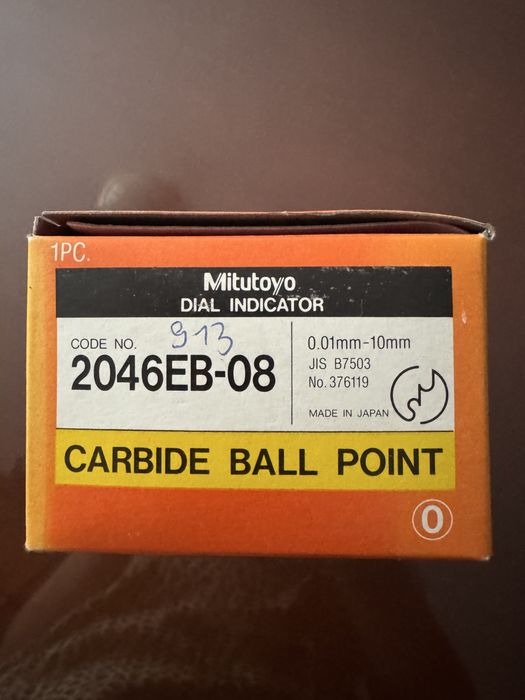 1PC.
Mitutoyo
DIAL INDICATOR
CODE NO. 913
2046EB-08
0.01mm-10mm
JIS B7503
No. 376119
MADE IN JAPAN
CARBIDE BALL POINT
0